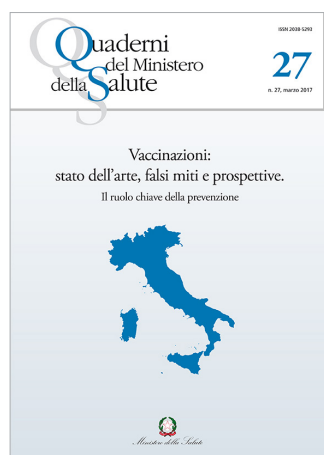 Quaderni
del Ministero
della Salute
ISSN 2038-5293
27
n. 27, marzo 2017
Vaccinazioni:
stato dell'arte, falsi miti e prospettive.
Il ruolo chiave della prevenzione
Ministero della Salute